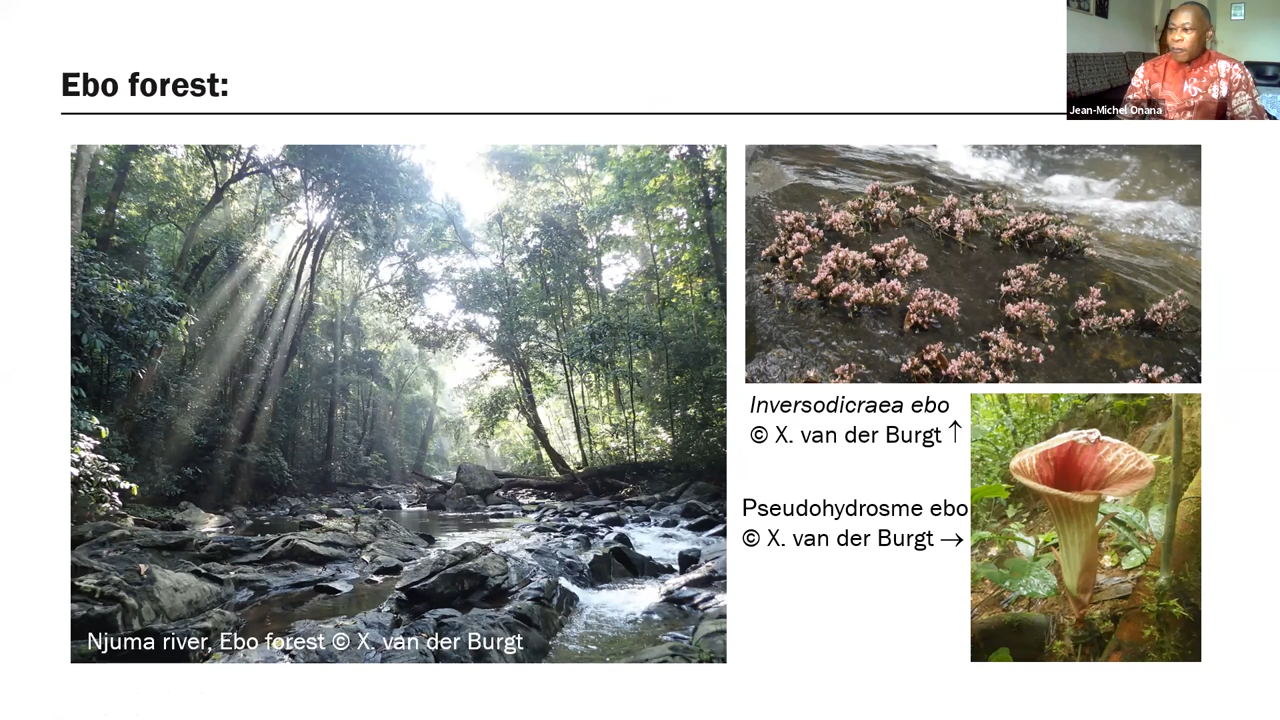 Ebo forest:
Jean-Michel Onana
Inversodicraea ebo
© X. van der Burgt ↑
Pseudohydrosme ebo
© X. van der Burgt →
Njuma river, Ebo forest © X. van der Burgt